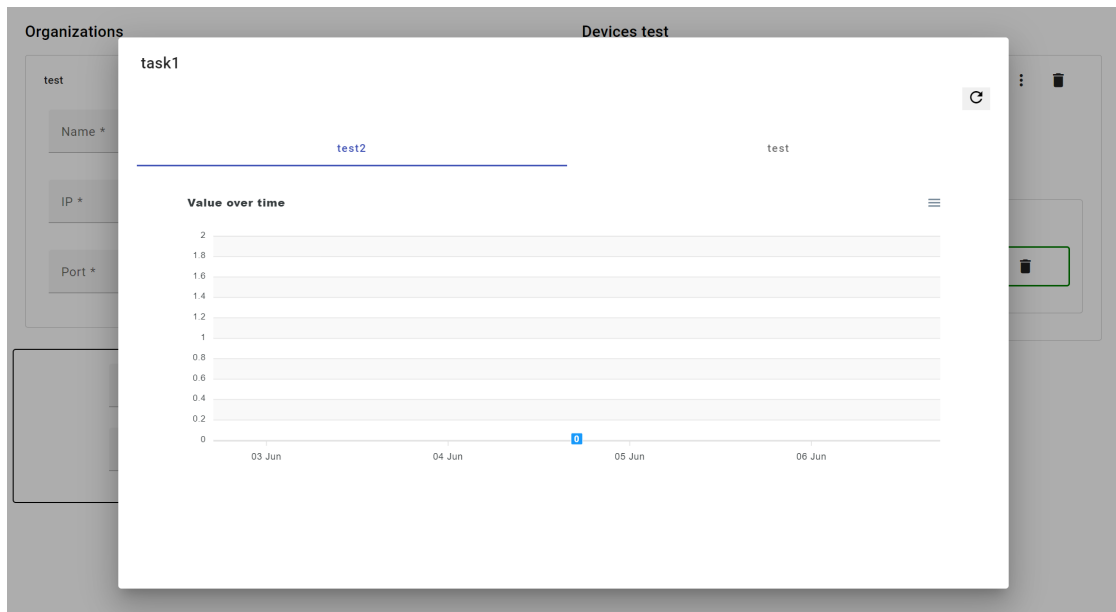 Organizations
Devices test
task1
test
Name *
test2
test
IP *
Value over time
2
1.8
1.6
Port *
1.4
1.2
1
0.8
0.6
0.4
0.2
0
0
03 Jun
04 Jun
05 Jun
06 Jun